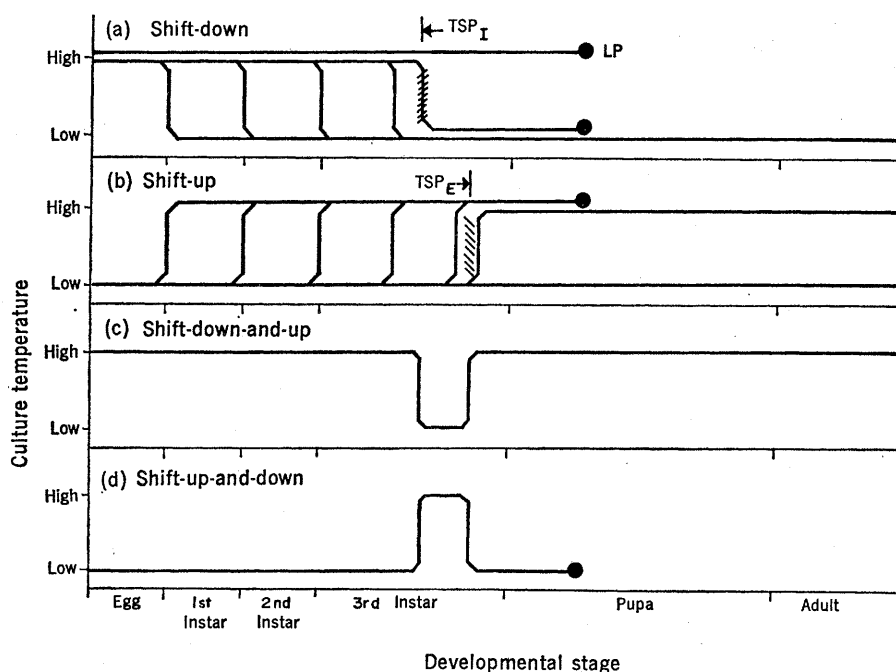 (a) Shift-down
TSP_I
High
LP
Low
(b) Shift-up
TSP_E
High
Low
(c) Shift-down-and-up
High
Low
(d) Shift-up-and-down
High
Low
Culture temperature
Egg
1st Instar
2nd Instar
3rd Instar
Pupa
Adult
Developmental stage